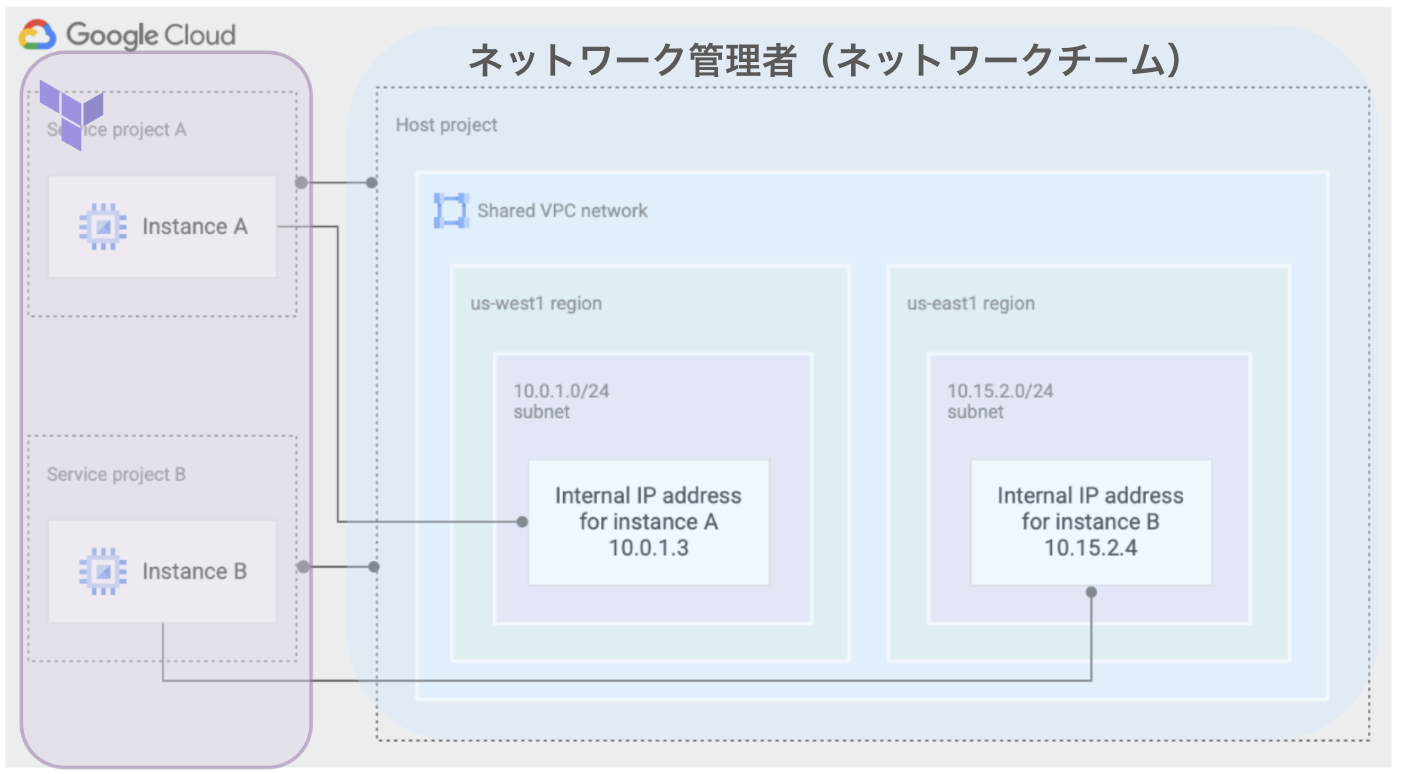 Google Cloud
ネットワーク管理者（ネットワークチーム）
Service project A
Host project
Instance A
Shared VPC network
us-west1 region
us-east1 region
10.0.1.0/24
subnet
10.15.2.0/24
subnet
Service project B
Internal IP address
for instance A
10.0.1.3
Internal IP address
for instance B
10.15.2.4
Instance B